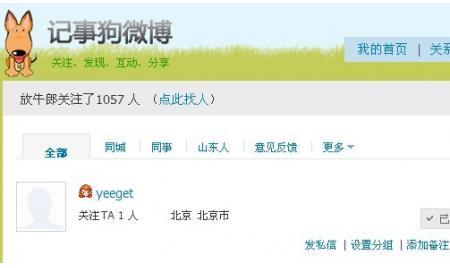 记事狗微博
关注、发现、互动、分享
我的首页 | 关系
放牛郎关注了1057 人 （点此找人）
全部 同城 同事 山东人 意见反馈 更多
yeeget
关注TA 1 人 北京 北京市
已
发私信 | 设置分组 | 添加备注